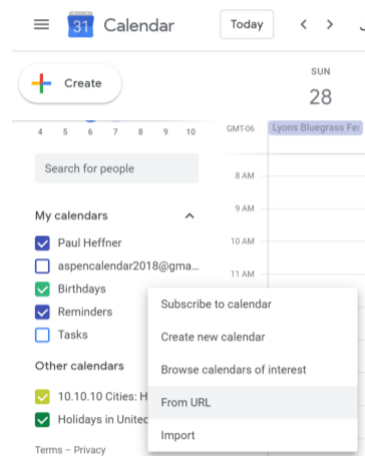 31 Calendar
Today
Create
SUN
28
4 5 6 7 8 9 10
GMT-06
Lyons Bluegrass Fe
Search for people
8 AM
9 AM
10 AM
11 AM
My calendars
Paul Heffner
aspencalendar2018@gma...
Birthdays
Reminders
Tasks
Other calendars
10.10.10 Cities: H
Holidays in United
Terms – Privacy
Subscribe to calendar
Create new calendar
Browse calendars of interest
From URL
Import